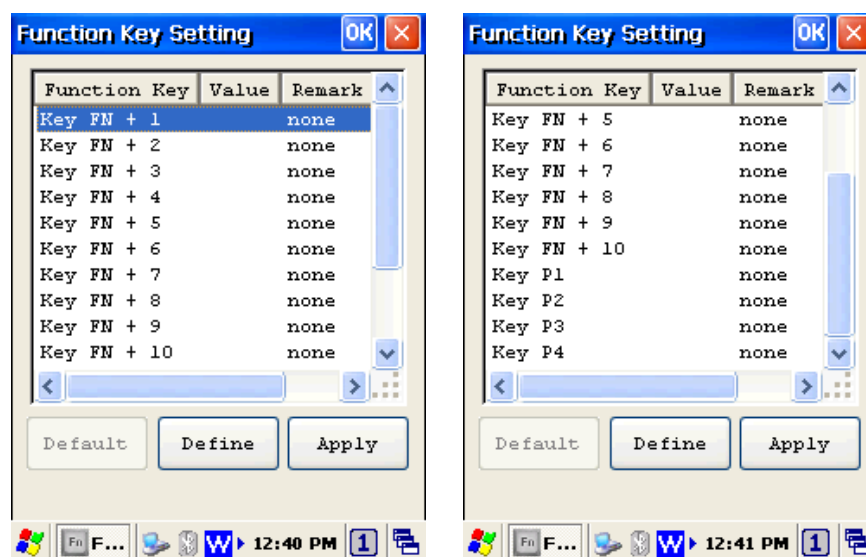 Function Key Setting OK
Function Key Value Remark
Key FN + 1 none
Key FN + 2 none
Key FN + 3 none
Key FN + 4 none
Key FN + 5 none
Key FN + 6 none
Key FN + 7 none
Key FN + 8 none
Key FN + 9 none
Key FN + 10 none
Default Define Apply
Fn F... W 12:40 PM 1
Function Key Setting OK
Function Key Value Remark
Key FN + 5 none
Key FN + 6 none
Key FN + 7 none
Key FN + 8 none
Key FN + 9 none
Key FN + 10 none
Key P1 none
Key P2 none
Key P3 none
Key P4 none
Default Define Apply
Fn F... W 12:41 PM 1